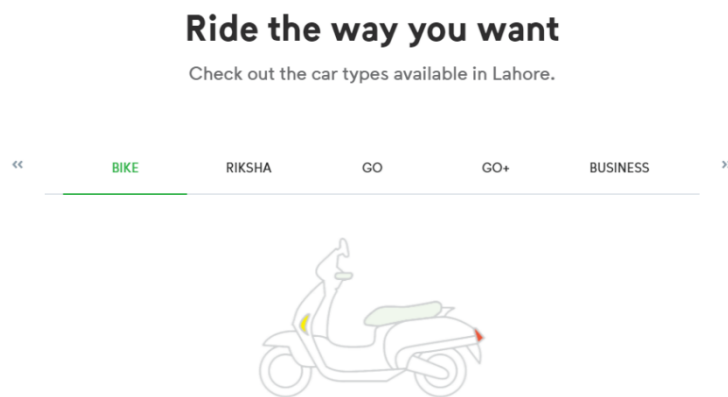 Ride the way you want
Check out the car types available in Lahore.
« BIKE RIKSHA GO GO+ BUSINESS »